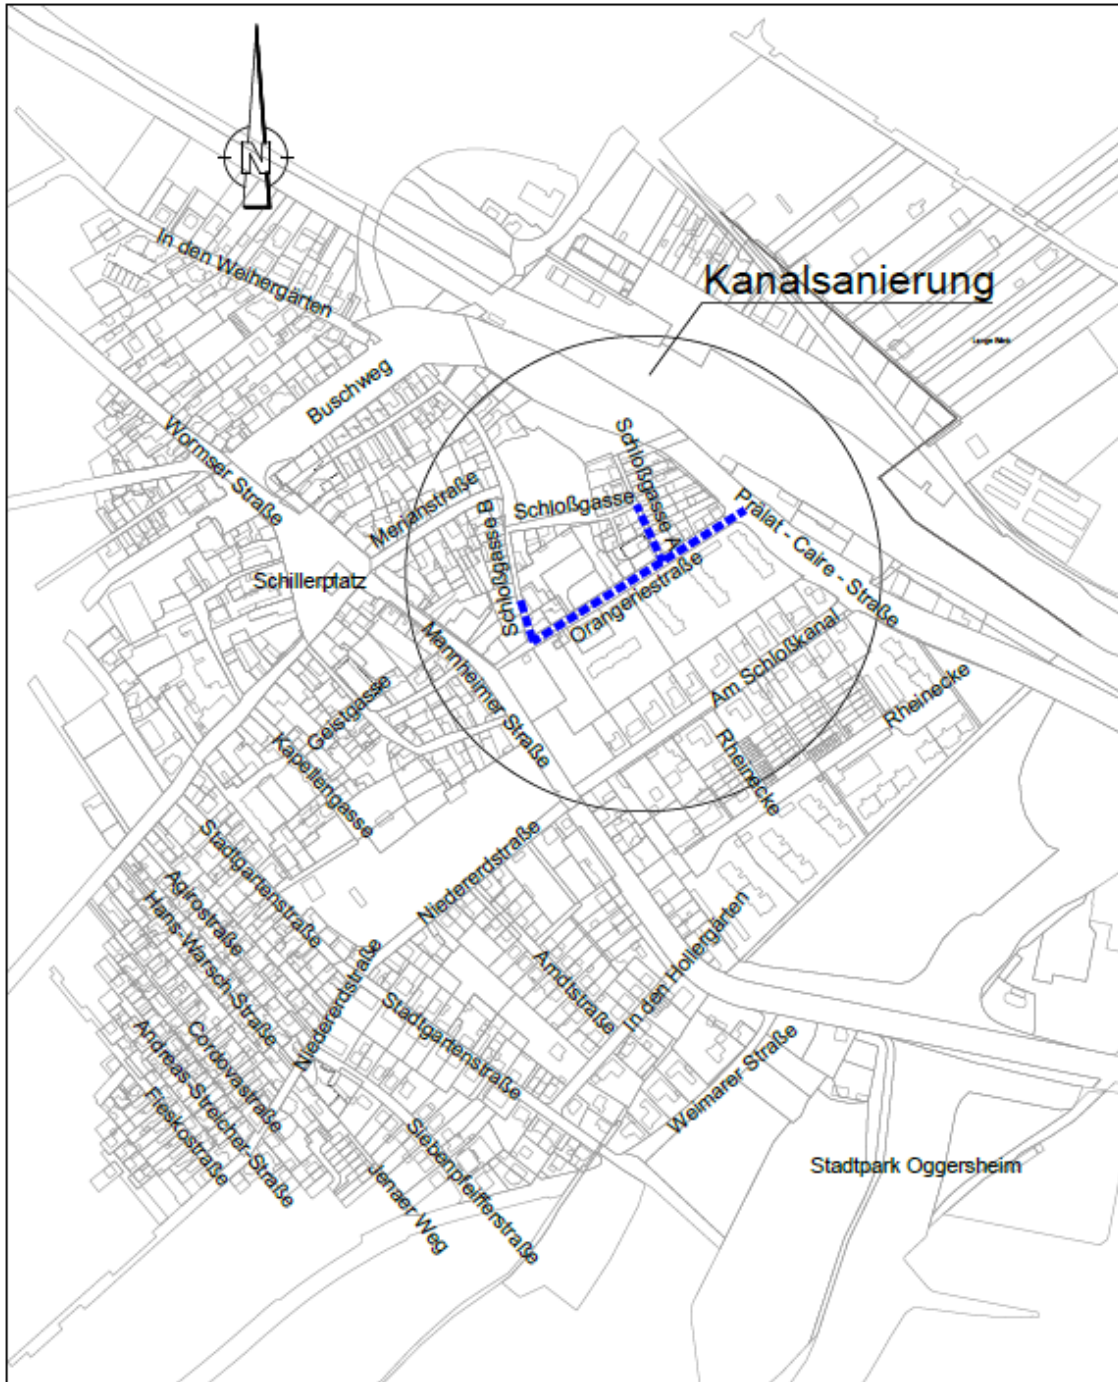 N
In den Weihergärten
Kanalsanierung
Buschweg
Wormser Straße
Schloßgasse A
Merianstraße
Schloßgasse B
Schloßgasse
Prälat - Caire - Straße
Schillerplatz
Orangeriestraße
Mannheimer Straße
Am Schloßkanal
Geistgasse
Rheinecke
Kapellengasse
Rheinecke
Stadtgartenstraße
Niedererdstraße
Agirostraße
Hans-Warsch-Straße
In den Hollergärten
Arndtstraße
Niedererdstraße
Stadtgartenstraße
Cordovastraße
Weimarer Straße
Andreas-Streicher-Straße
Fieskostraße
Siebenpfeifferstraße
Jenaer Weg
Stadtpark Oggersheim